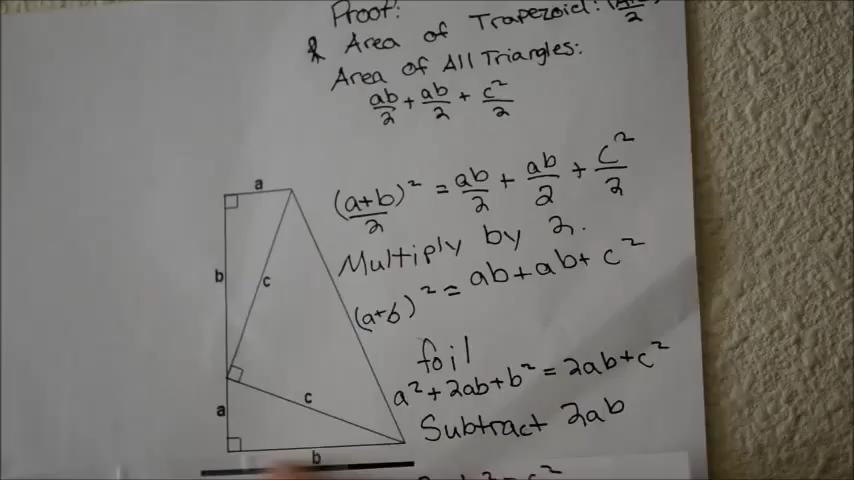 Proof:
Area of Trapezoid:
Area of All Triangles:
ab/2 + ab/2 + c²/2
(a+b)²/2 = ab/2 + ab/2 + c²/2
Multiply by 2.
(a+b)² = ab+ab+c²
foil
a²+2ab+b² = 2ab+c²
Subtract 2ab
a
b
c
c
a
b